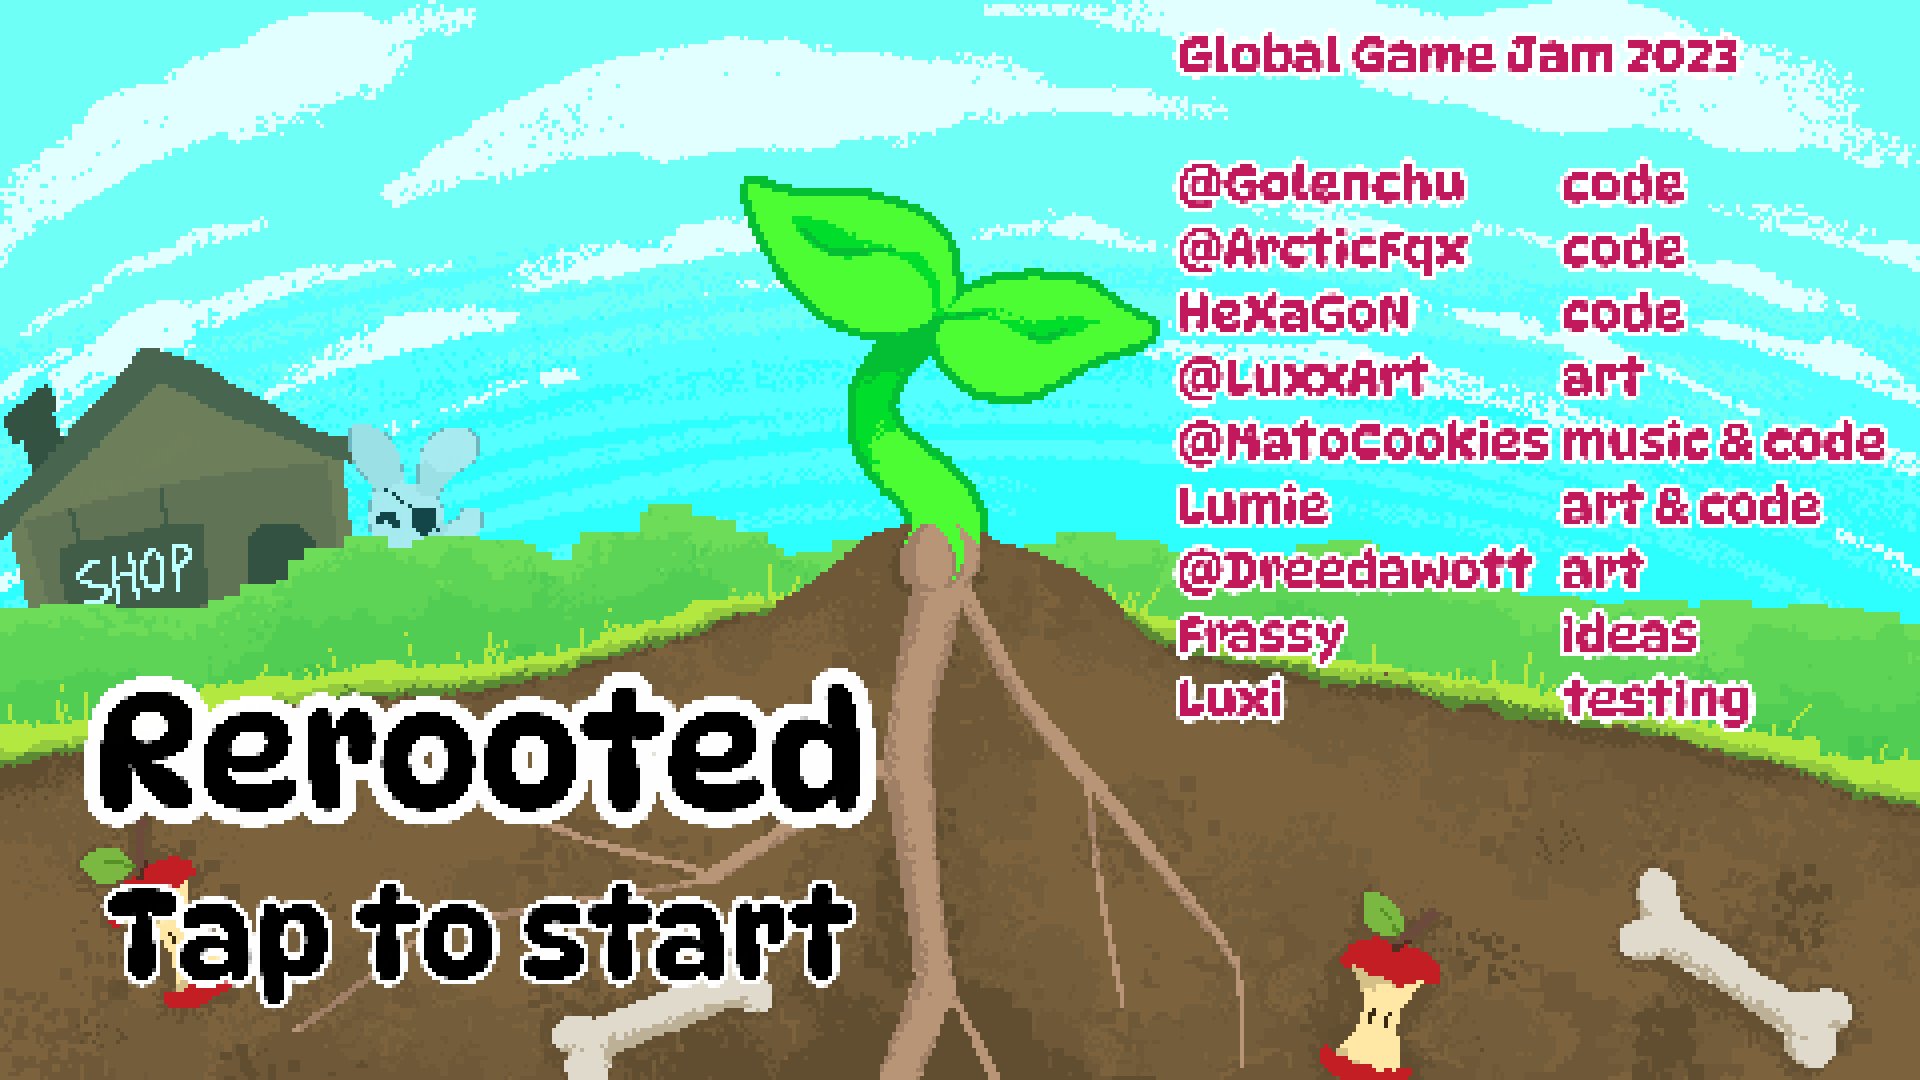 Global Game Jam 2023
@Golenchu code
@ArcticFqx code
HeXaGoN code
@LuxxArt art
@MatoCookies music & code
Lumie art & code
@Dreedawott art
Frassy ideas
Luxi testing
SHOP
Rerooted
Tap to start